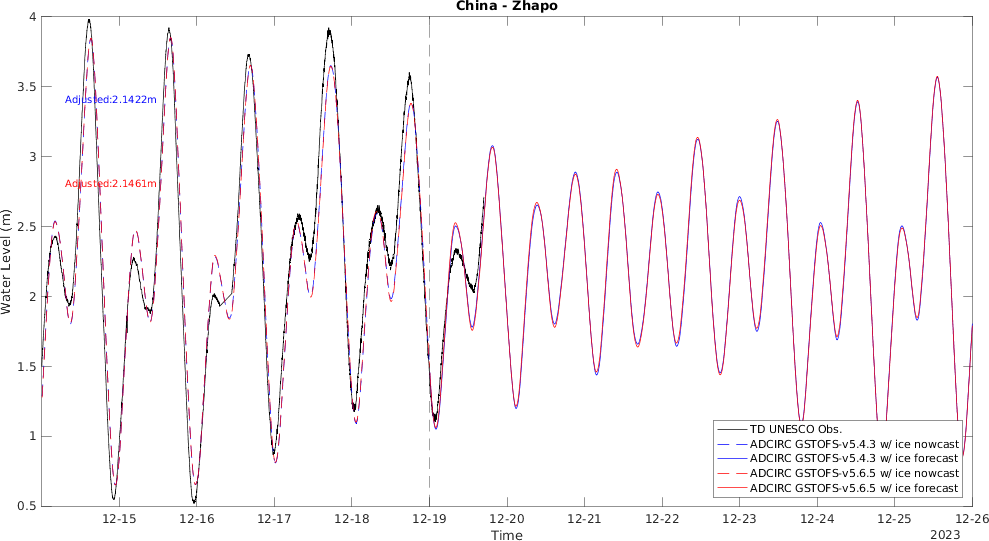 China - Zhapo
4
3.5
3
2.5
2
1.5
1
0.5
Water Level (m)
Adjusted:2.1422m
Adjusted:2.1461m
TD UNESCO Obs.
ADCIRC GSTOFS-v5.4.3 w/ ice nowcast
ADCIRC GSTOFS-v5.4.3 w/ ice forecast
ADCIRC GSTOFS-v5.6.5 w/ ice nowcast
ADCIRC GSTOFS-v5.6.5 w/ ice forecast
12-15 12-16 12-17 12-18 12-19 12-20 12-21 12-22 12-23 12-24 12-25 12-26
Time
2023